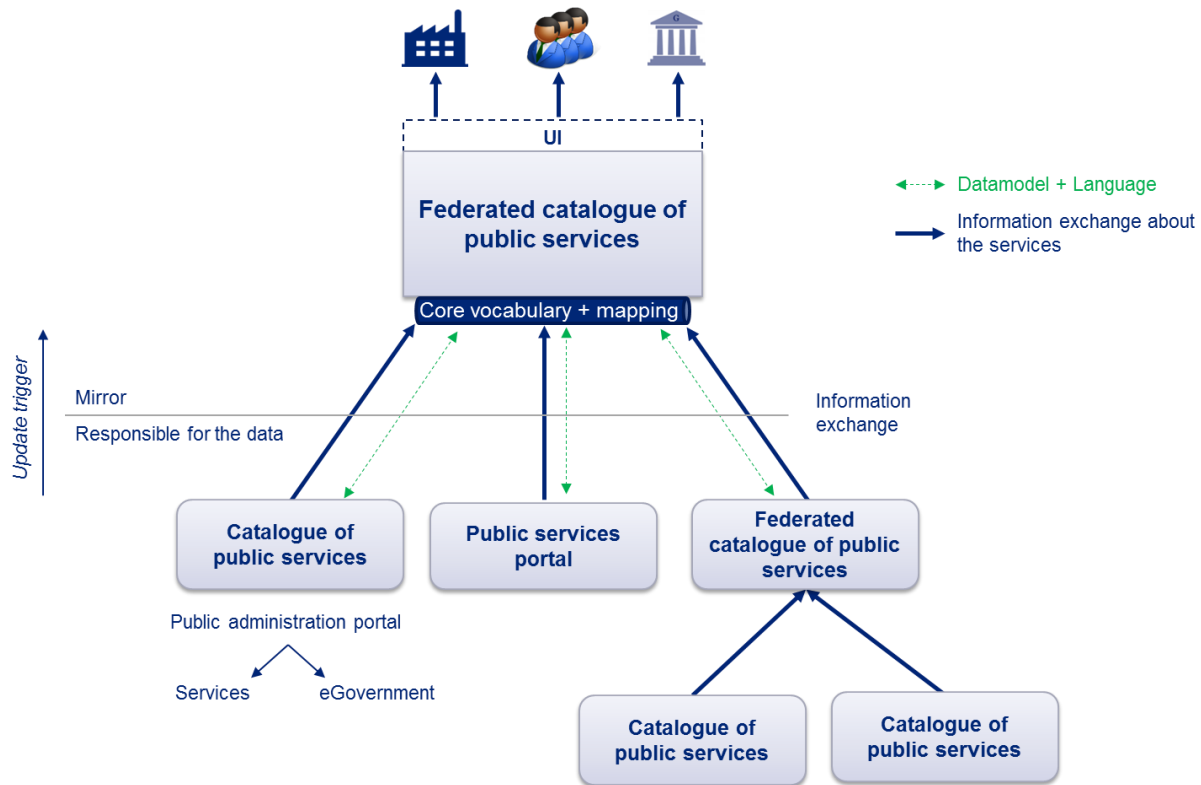 G
UI
Federated catalogue of
public services
Datamodel + Language
Information exchange about
the services
Core vocabulary + mapping
Update trigger
Mirror
Responsible for the data
Information
exchange
Catalogue of
public services
Public services
portal
Federated
catalogue of public
services
Public administration portal
Services
eGovernment
Catalogue of
public services
Catalogue of
public services